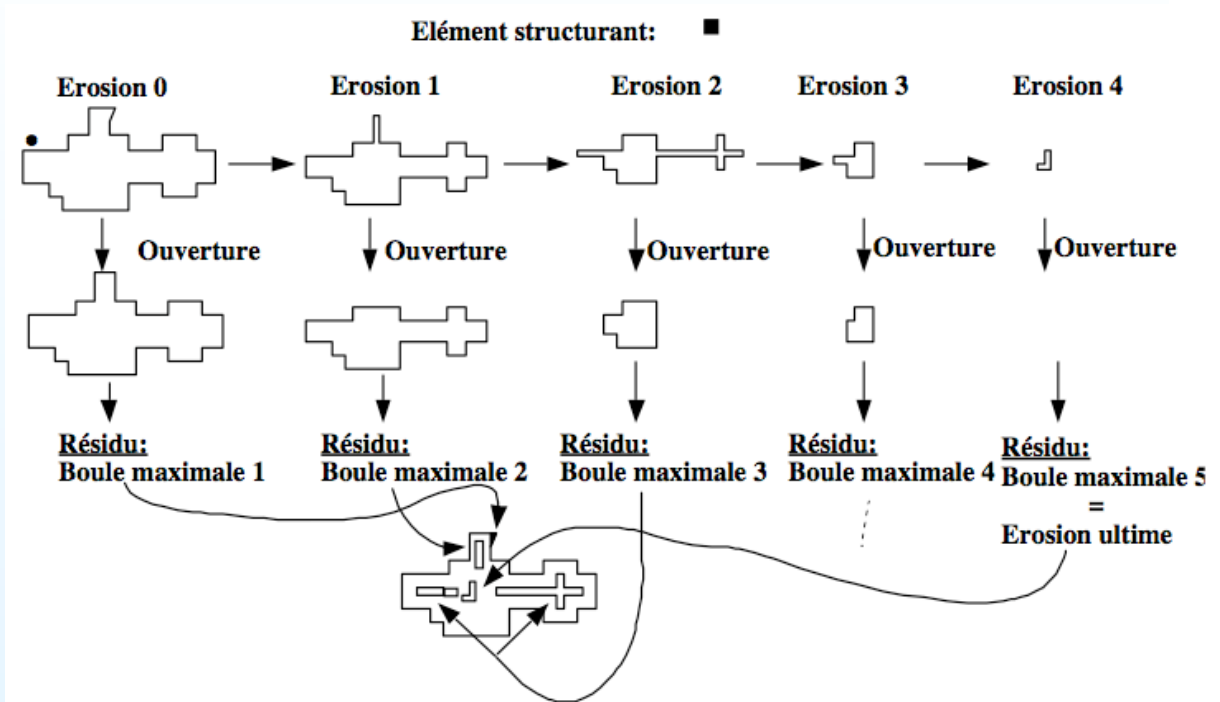 Elément structurant:
Erosion 0
Erosion 1
Erosion 2
Erosion 3
Erosion 4
Ouverture
Ouverture
Ouverture
Ouverture
Ouverture
Résidu:
Boule maximale 1
Résidu:
Boule maximale 2
Résidu:
Boule maximale 3
Résidu:
Boule maximale 4
Résidu:
Boule maximale 5
=
Erosion ultime